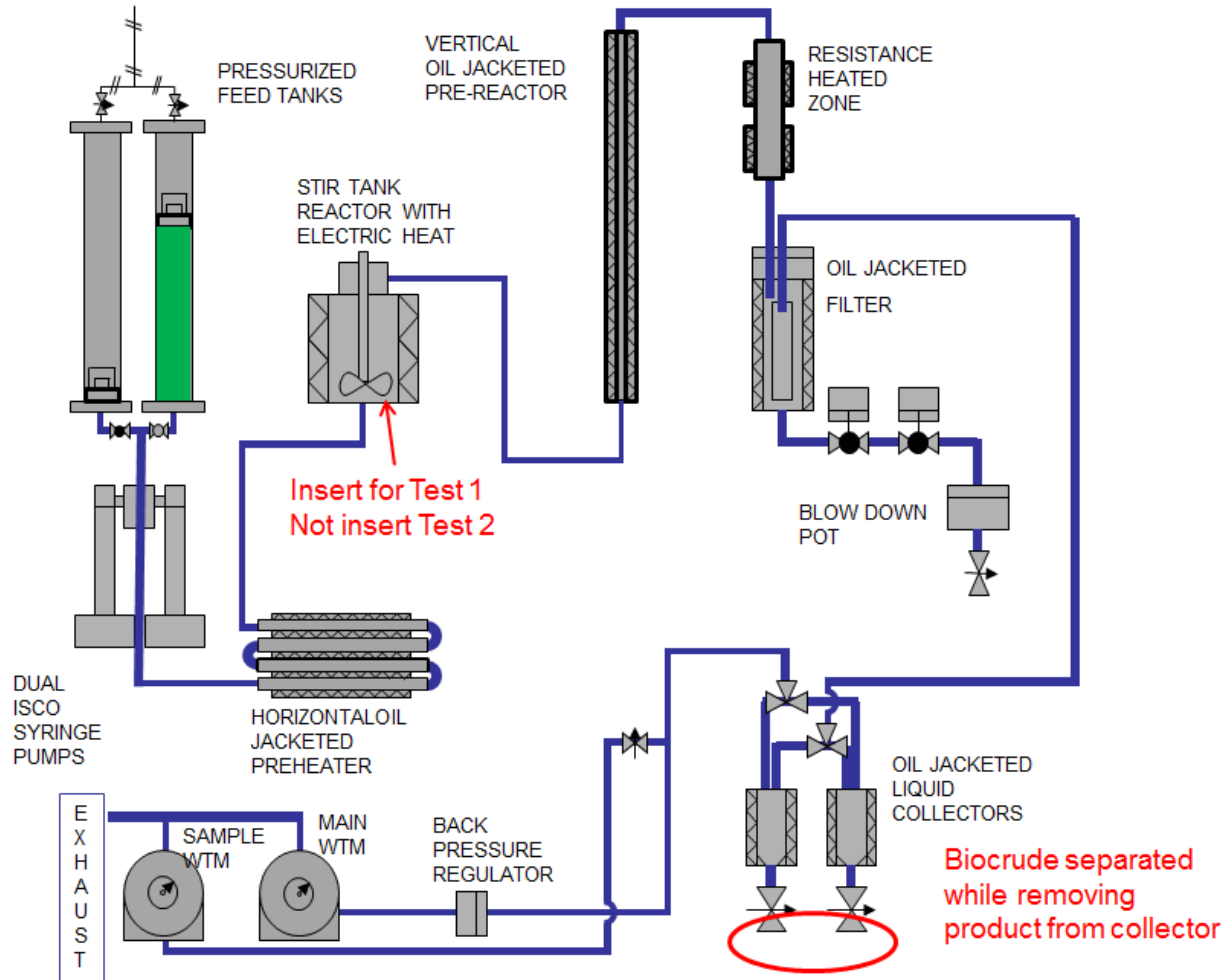 PRESSURIZED
FEED TANKS
VERTICAL
OIL JACKETED
PRE-REACTOR
RESISTANCE
HEATED
ZONE
STIR TANK
REACTOR WITH
ELECTRIC HEAT
OIL JACKETED
FILTER
Insert for Test 1
Not insert Test 2
BLOW DOWN
POT
DUAL
ISCO
SYRINGE
PUMPS
HORIZONTALOIL
JACKETED
PREHEATER
OIL JACKETED
LIQUID
COLLECTORS
E
X
H
A
U
S
T
SAMPLE
WTM
MAIN
WTM
BACK
PRESSURE
REGULATOR
Biocrude separated
while removing
product from collector